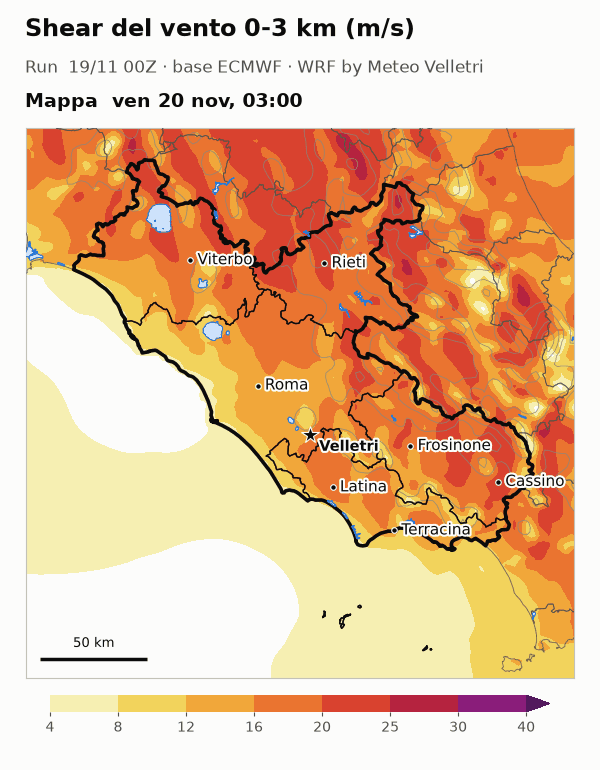 Shear del vento 0-3 km (m/s)
Run  19/11 00Z · base ECMWF · WRF by Meteo Velletri
Mappa  ven 20 nov, 03:00
Viterbo
Rieti
Roma
Velletri
Frosinone
Cassino
Latina
Terracina
50 km
4 8 12 16 20 25 30 40